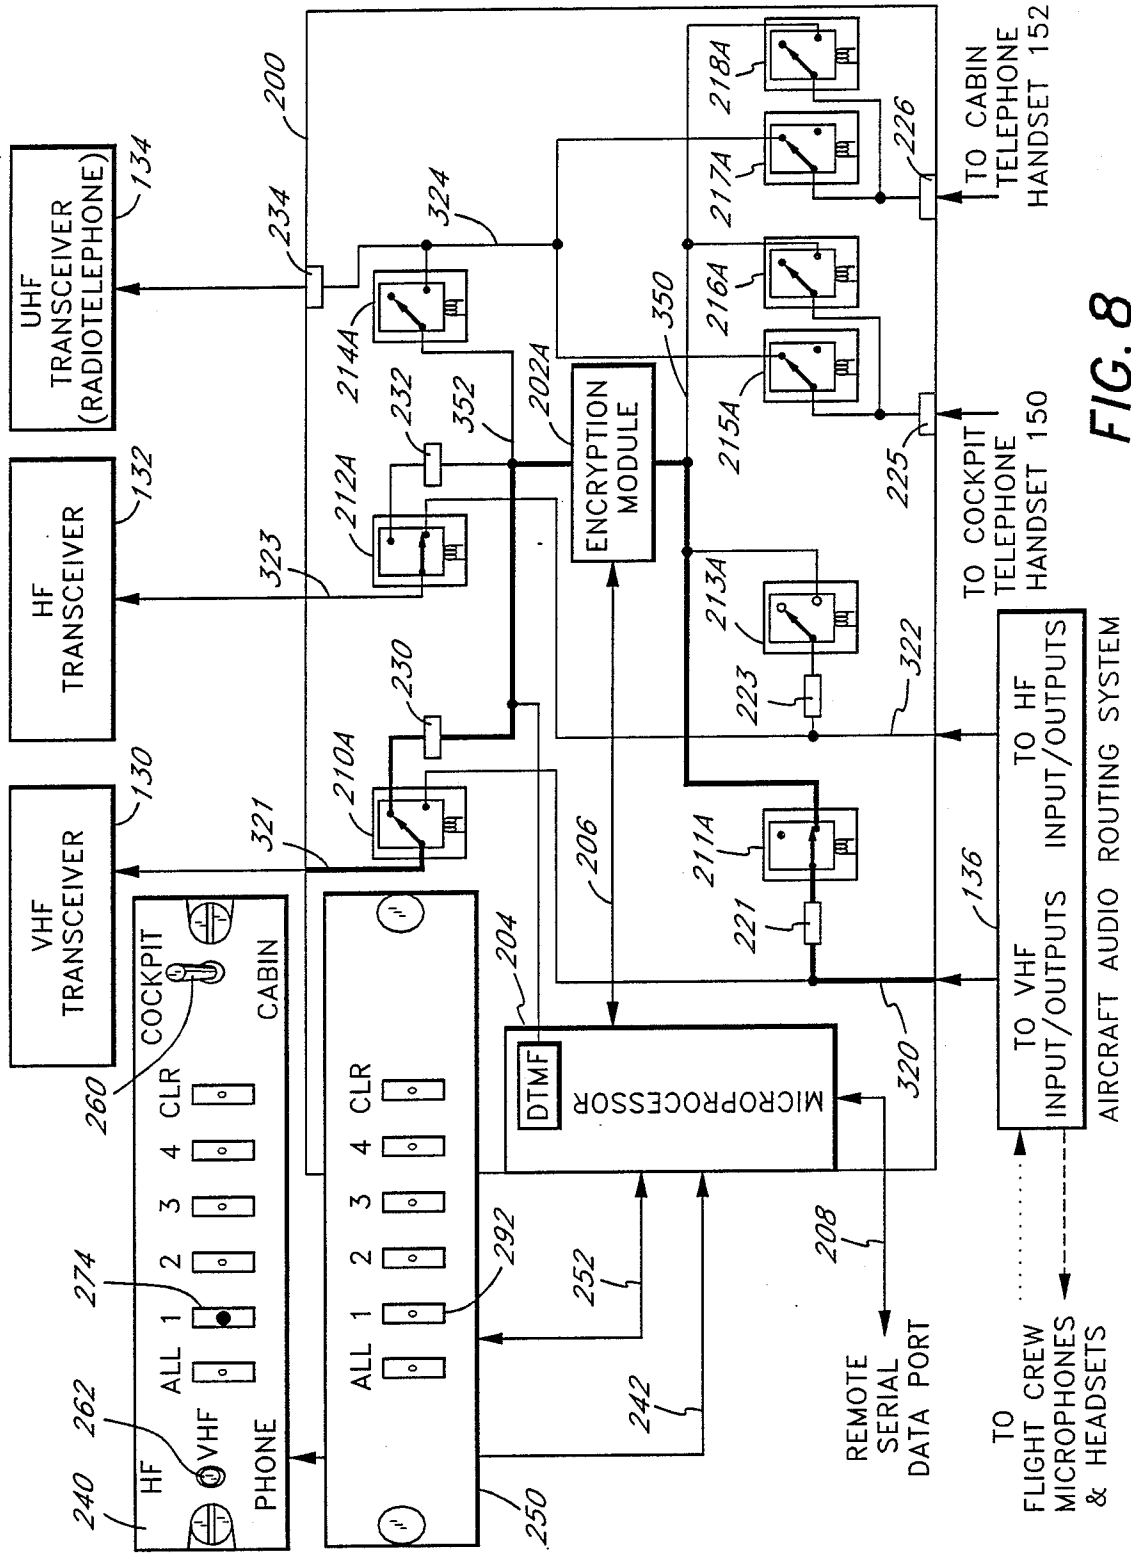 VHF
TRANSCEIVER
130
HF
TRANSCEIVER
132
UHF
TRANSCEIVER
(RADIOTELEPHONE)
134
240
262
274
260
HF
VHF
PHONE
ALL
1
2
3
4
CLR
COCKPIT
CABIN
250
ALL
1
2
3
4
CLR
292
252
242
321
323
234
200
210A
230
212A
232
352
214A
324
204
DTMF
MICROPROCESSOR
206
ENCRYPTION
MODULE
202A
350
211A
221
213A
223
215A
216A
217A
218A
320
322
225
226
208
REMOTE
SERIAL
DATA PORT
TO
FLIGHT CREW
MICROPHONES
& HEADSETS
136
TO VHF
INPUT/OUTPUTS
TO HF
INPUT/OUTPUTS
AIRCRAFT AUDIO ROUTING SYSTEM
TO COCKPIT
TELEPHONE
HANDSET 150
TO CABIN
TELEPHONE
HANDSET 152
FIG. 8